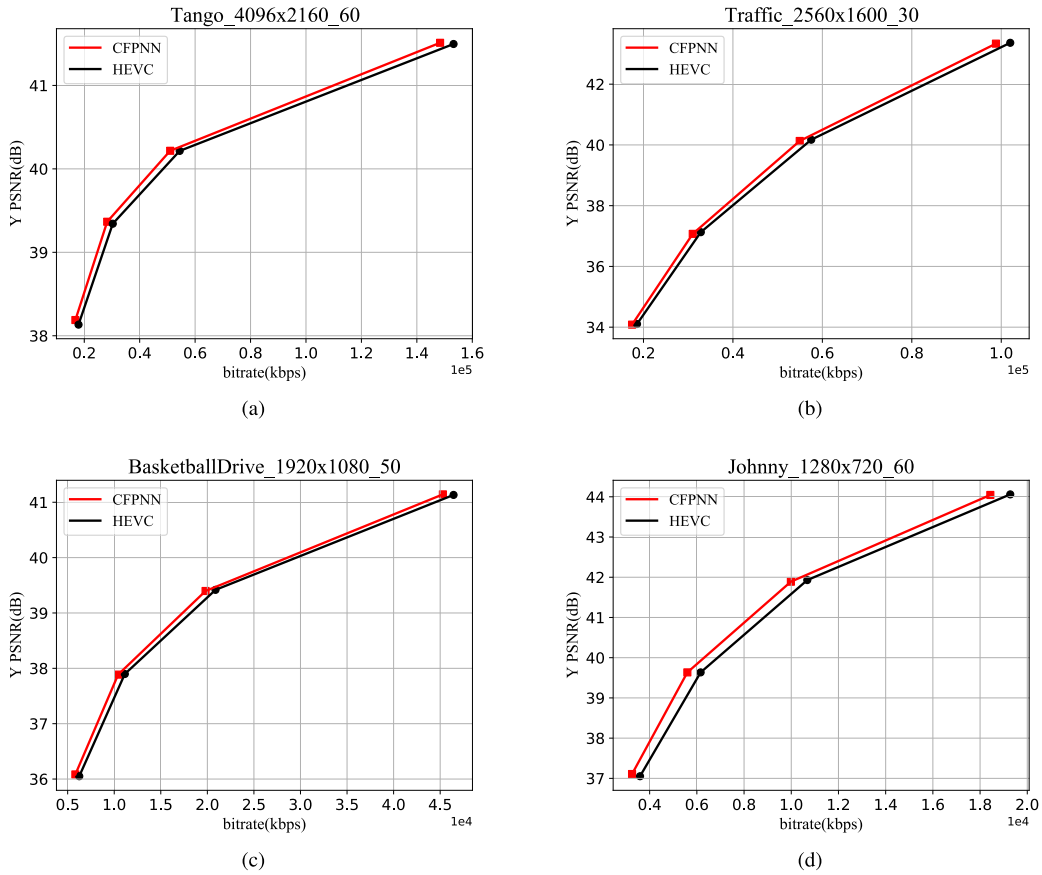 Tango_4096x2160_60
CFPNN
HEVC
41
40
39
38
Y PSNR(dB)
0.2 0.4 0.6 0.8 1.0 1.2 1.4 1.6
bitrate(kbps)
1e5
(a)
Traffic_2560x1600_30
CFPNN
HEVC
42
40
38
36
34
Y PSNR(dB)
0.2 0.4 0.6 0.8 1.0
bitrate(kbps)
1e5
(b)
BasketballDrive_1920x1080_50
CFPNN
HEVC
41
40
39
38
37
36
Y PSNR(dB)
0.5 1.0 1.5 2.0 2.5 3.0 3.5 4.0 4.5
bitrate(kbps)
1e4
(c)
Johnny_1280x720_60
CFPNN
HEVC
44
43
42
41
40
39
38
37
Y PSNR(dB)
0.4 0.6 0.8 1.0 1.2 1.4 1.6 1.8 2.0
bitrate(kbps)
1e4
(d)